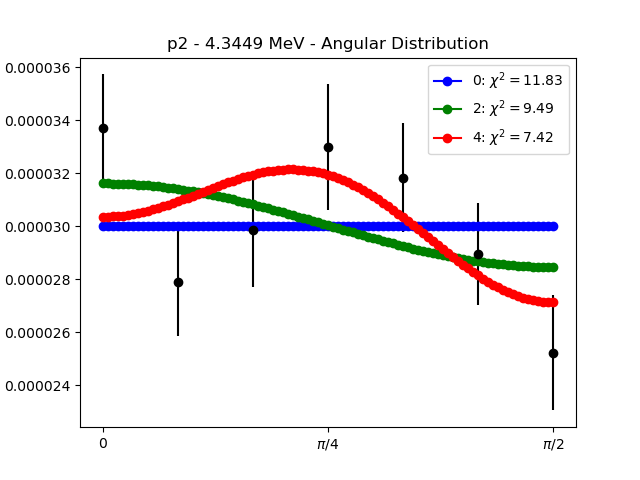 p2 - 4.3449 MeV - Angular Distribution
0.000036
0.000034
0.000032
0.000030
0.000028
0.000026
0.000024
0: χ² = 11.83
2: χ² = 9.49
4: χ² = 7.42
0
π/4
π/2